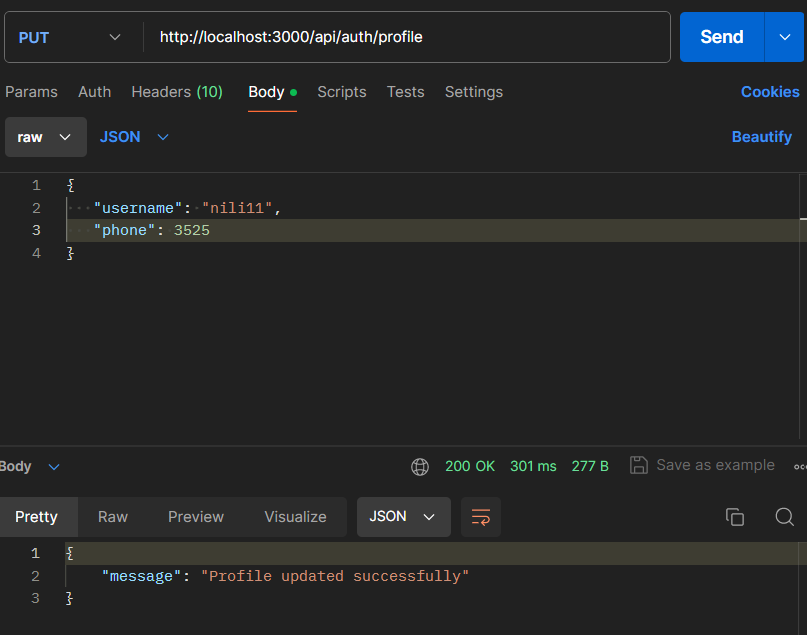 PUT http://localhost:3000/api/auth/profile Send
Params Auth Headers (10) Body Scripts Tests Settings Cookies
raw JSON Beautify
1 {
2 "username": "nili11",
3 "phone": 3525
4 }
Body 200 OK 301 ms 277 B Save as example
Pretty Raw Preview Visualize JSON
1 {
2 "message": "Profile updated successfully"
3 }